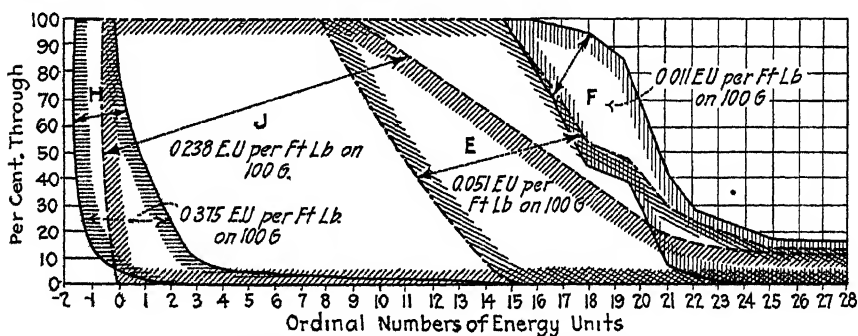 Per Cent. Through
100
90
80
70
60
50
40
30
20
10
0
H
J
0.238 E.U per Ft Lb on
100 G.
0.375 EU per Ft Lb.
on 100 G
E
0.051 EU per
Ft Lb on 100 G
F
0.011 EU per Ft Lb
on 100 G
-2 -1 0 1 2 3 4 5 6 7 8 9 10 11 12 13 14 15 16 17 18 19 20 21 22 23 24 25 26 27 28
Ordinal Numbers of Energy Units